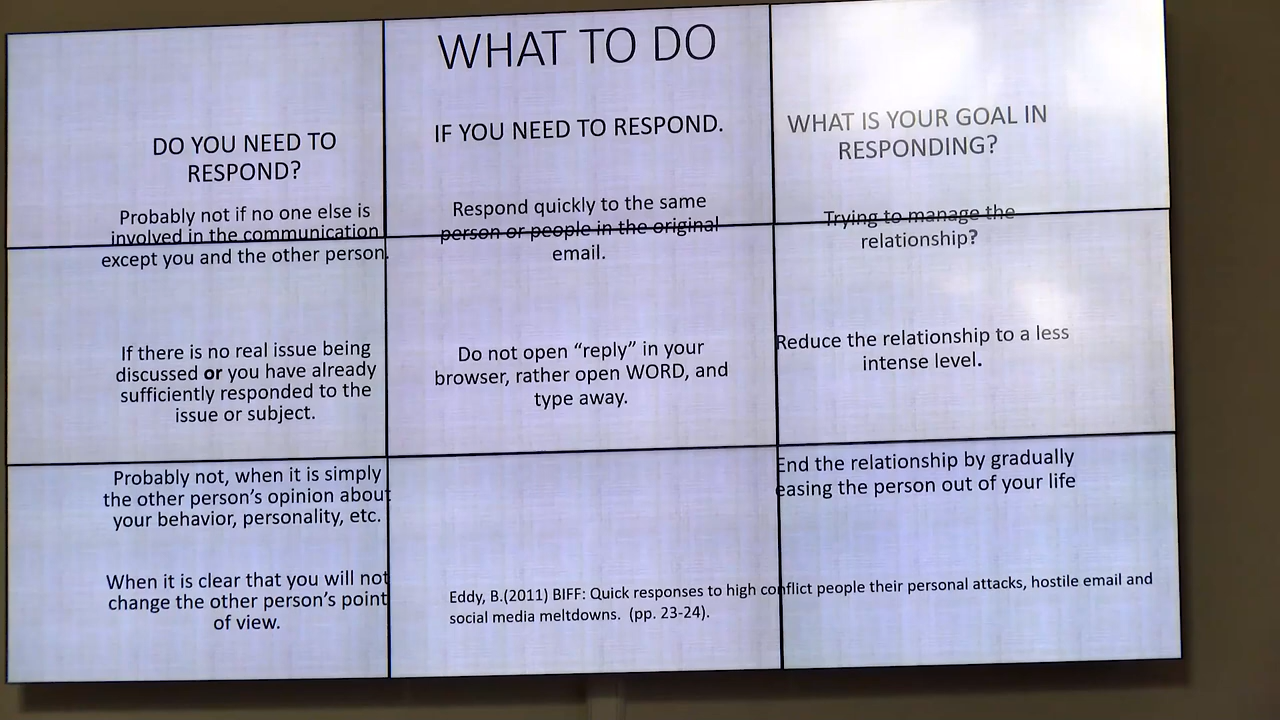 WHAT TO DO
DO YOU NEED TO
RESPOND?
Probably not if no one else is
involved in the communication
except you and the other person.
If there is no real issue being
discussed or you have already
sufficiently responded to the
issue or subject.
Probably not, when it is simply
the other person's opinion about
your behavior, personality, etc.
When it is clear that you will not
change the other person's point
of view.
IF YOU NEED TO RESPOND.
Respond quickly to the same
person or people in the original
email.
Do not open “reply” in your
browser, rather open WORD, and
type away.
WHAT IS YOUR GOAL IN
RESPONDING?
Trying to manage the
relationship?
Reduce the relationship to a less
intense level.
End the relationship by gradually
easing the person out of your life
Eddy, B.(2011) BIFF: Quick responses to high conflict people their personal attacks, hostile email and
social media meltdowns. (pp. 23-24).